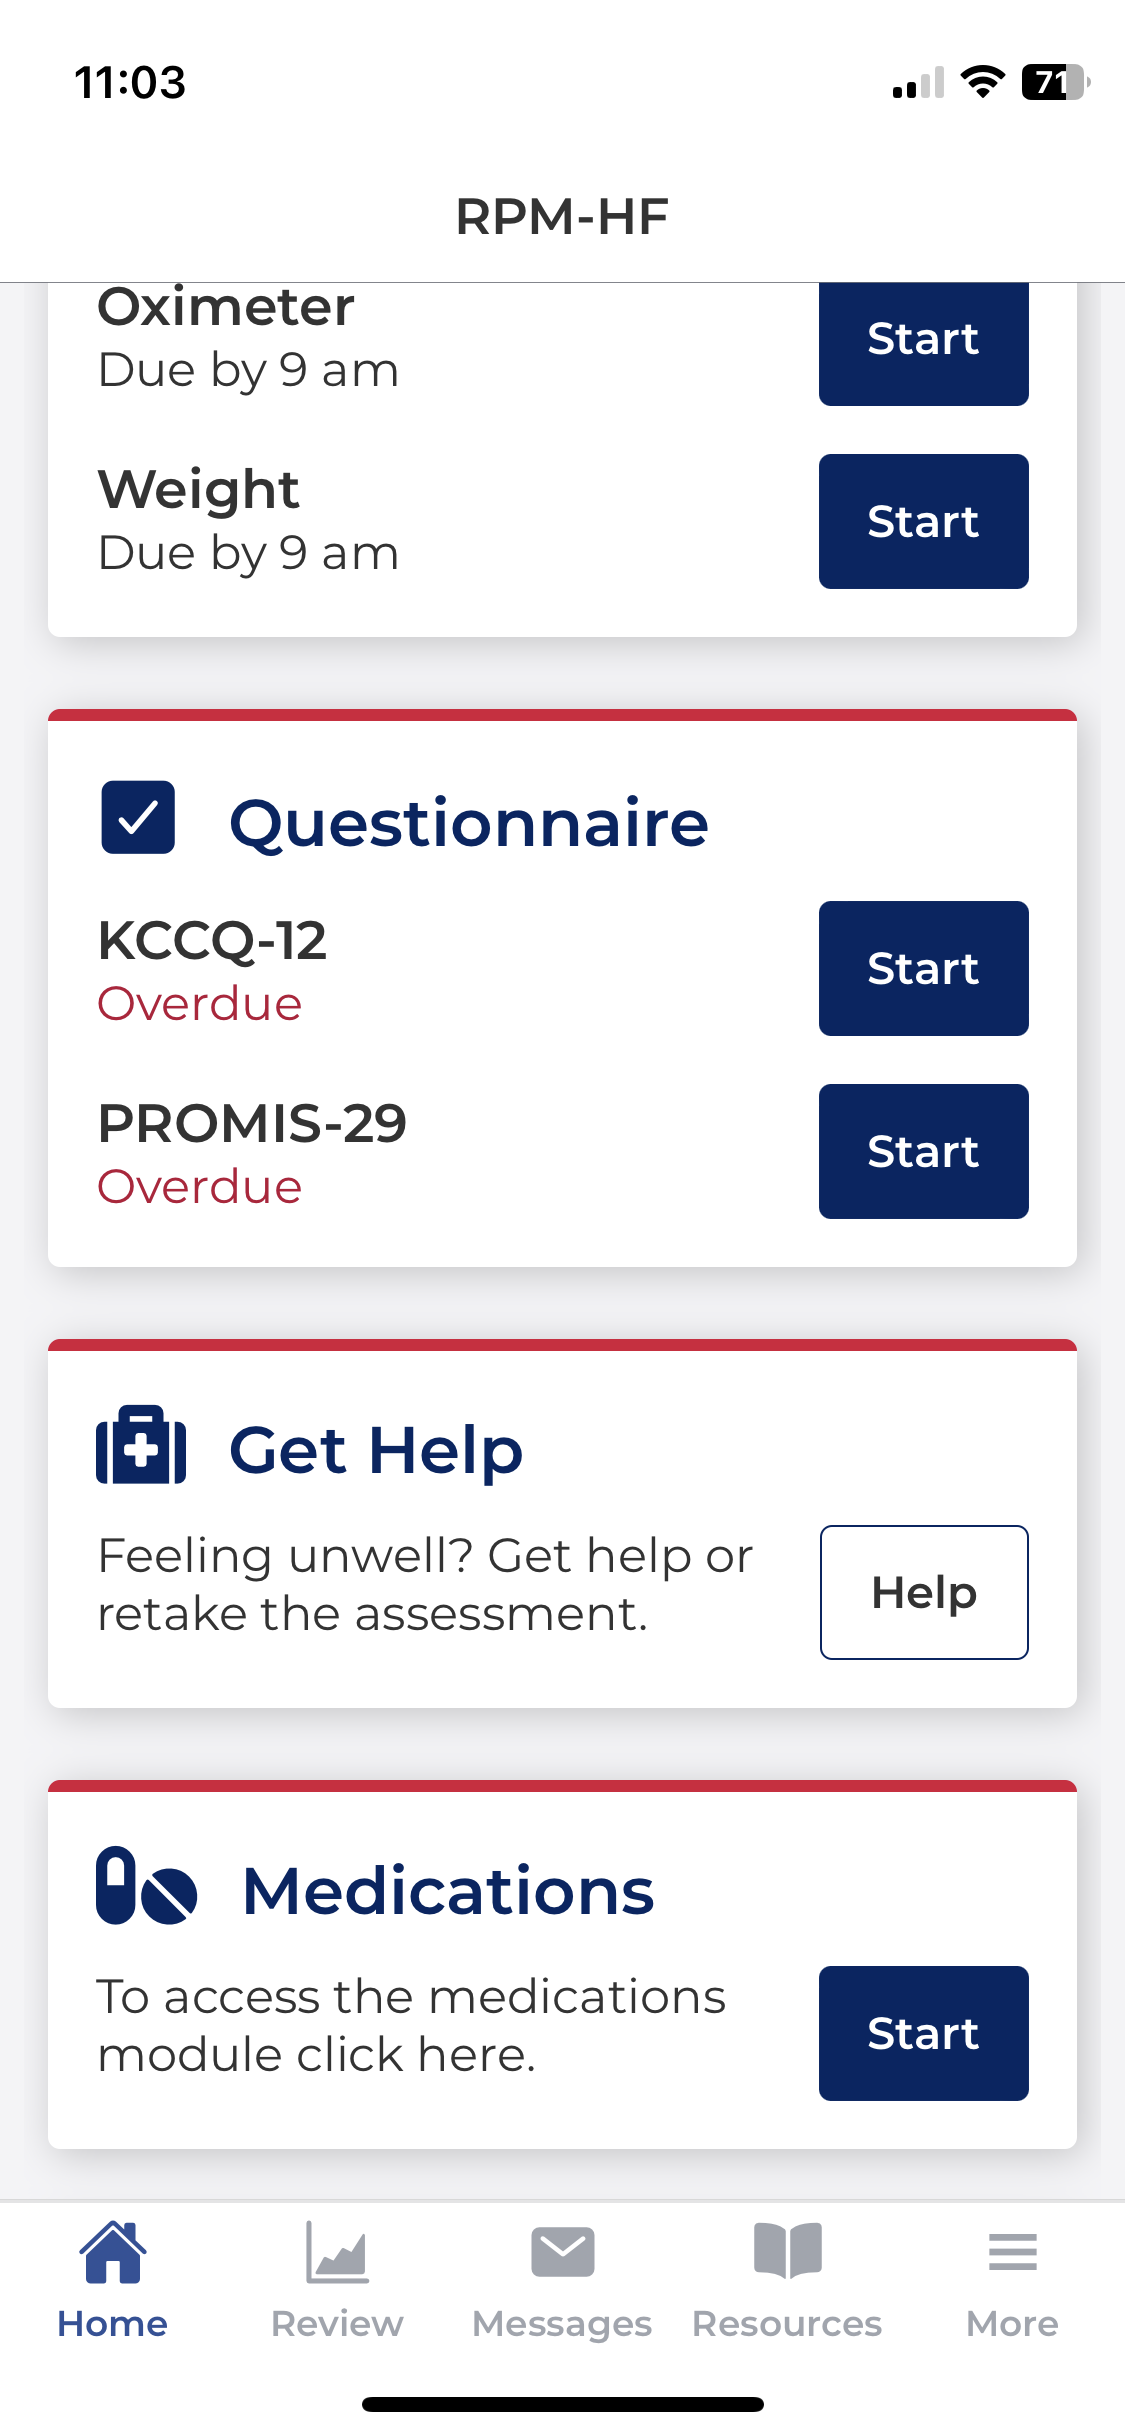 11:03
71
RPM-HF
Oximeter
Due by 9 am
Start
Weight
Due by 9 am
Start
Questionnaire
KCCQ-12
Overdue
Start
PROMIS-29
Overdue
Start
Get Help
Feeling unwell? Get help or
retake the assessment.
Help
Medications
To access the medications
module click here.
Start
Home
Review
Messages
Resources
More